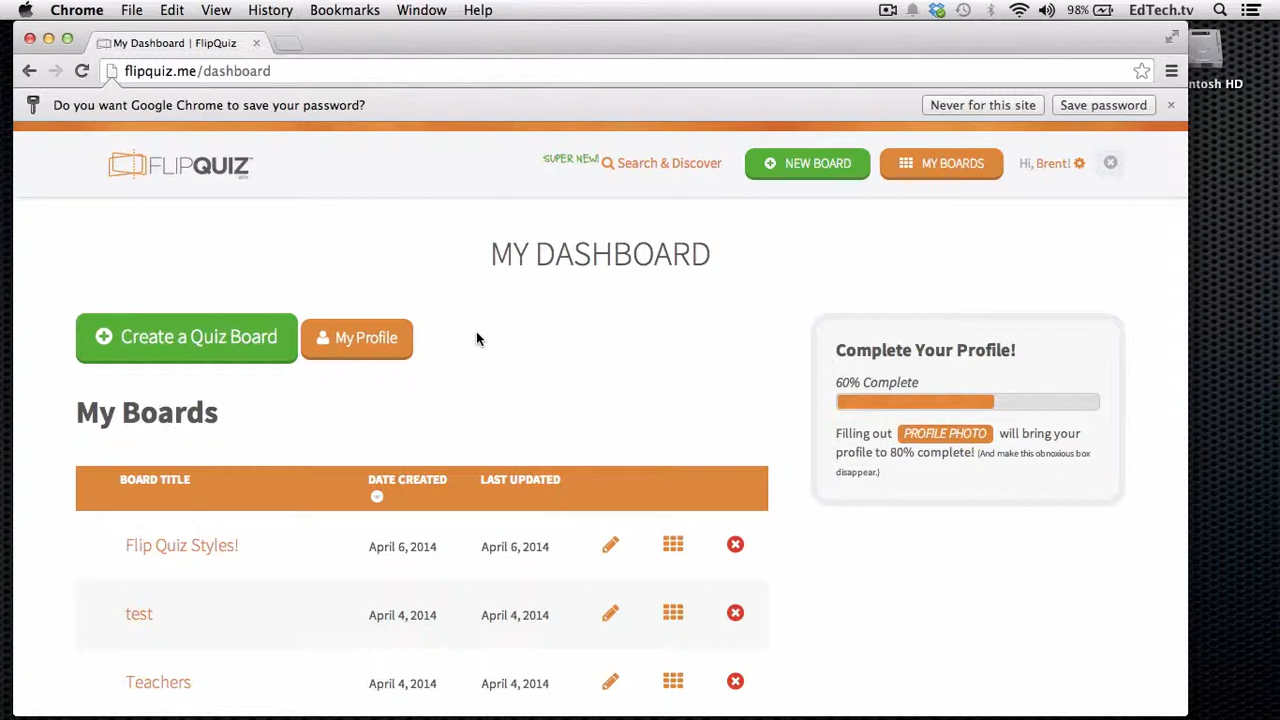 Chrome File Edit View History Bookmarks Window Help 98% EdTech.tv
My Dashboard | FlipQuiz
flipquiz.me/dashboard
ntosh HD
Do you want Google Chrome to save your password? Never for this site Save password
FLIPQUIZ SUPER NEW! Search & Discover NEW BOARD MY BOARDS Hi, Brent!
MY DASHBOARD
Create a Quiz Board My Profile
Complete Your Profile!
60% Complete
Filling out PROFILE PHOTO will bring your
profile to 80% complete! (And make this obnoxious box
disappear.)
My Boards
BOARD TITLE DATE CREATED LAST UPDATED
Flip Quiz Styles! April 6, 2014 April 6, 2014
test April 4, 2014 April 4, 2014
Teachers April 4, 2014 April 4, 2014